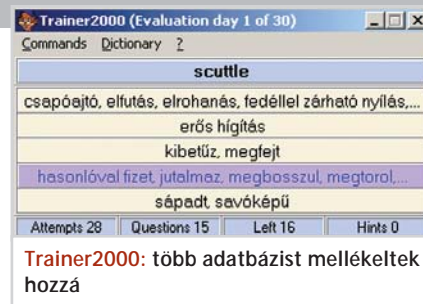 Trainer2000 (Evaluation day 1 of 30)
Commands Dictionary ?
scuttle
csapóajtó, elfutás, elrohanás, fedéllel zárható nyílás,...
erős hígítás
kibetűz, megfejt
hasonlóval fizet, jutalmaz, megbosszul, megtorol,...
sápadt, savóképű
Attempts 28 Questions 15 Left 16 Hints 0
Trainer2000: több adatbázist mellékeltek
hozzá